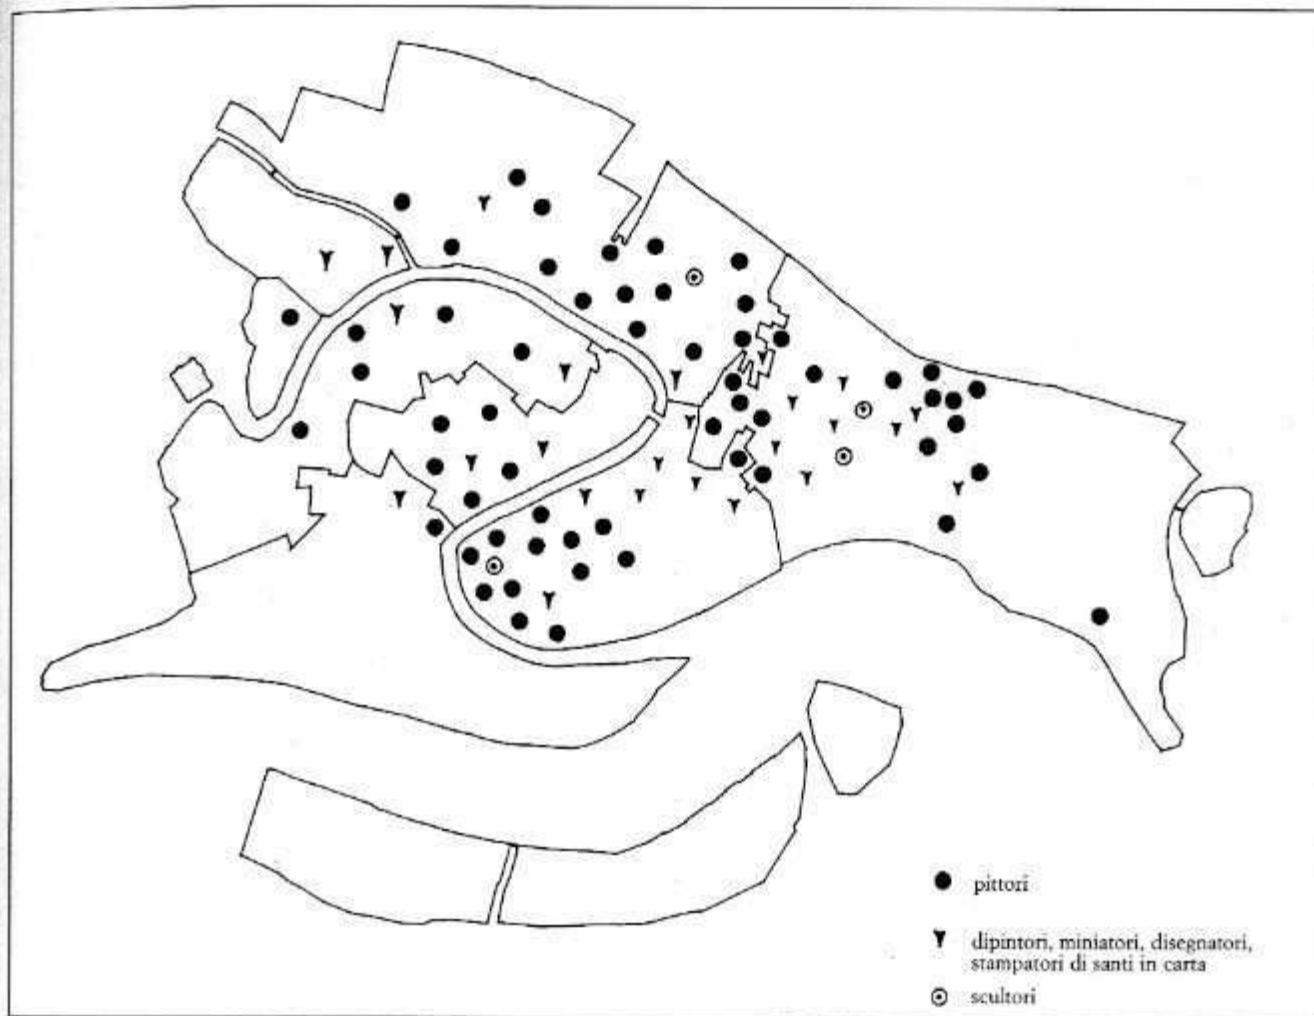 pittori
dipintori, miniatori, disegnatori,
stampatori di santi in carta
scultori